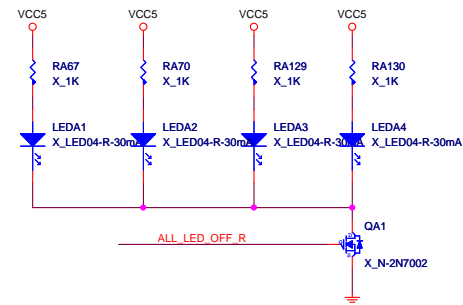 VCC5 VCC5 VCC5 VCC5
RA67 RA70 RA129 RA130
X_1K X_1K X_1K X_1K
LEDA1 LEDA2 LEDA3 LEDA4
X_LED04-R-30mA X_LED04-R-30mA X_LED04-R-30mA X_LED04-R-30mA
QA1
ALL_LED_OFF_R
X_N-2N7002